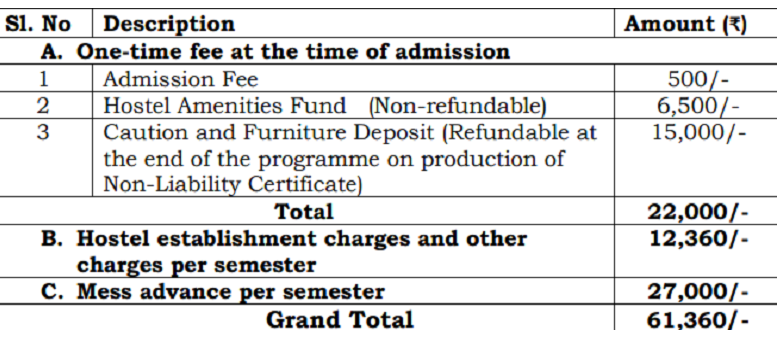 Sl. No Description Amount (₹)
A. One-time fee at the time of admission
1 Admission Fee 500/-
2 Hostel Amenities Fund (Non-refundable) 6,500/-
3 Caution and Furniture Deposit (Refundable at 15,000/-
the end of the programme on production of
Non-Liability Certificate)
Total 22,000/-
B. Hostel establishment charges and other 12,360/-
charges per semester
C. Mess advance per semester 27,000/-
Grand Total 61,360/-